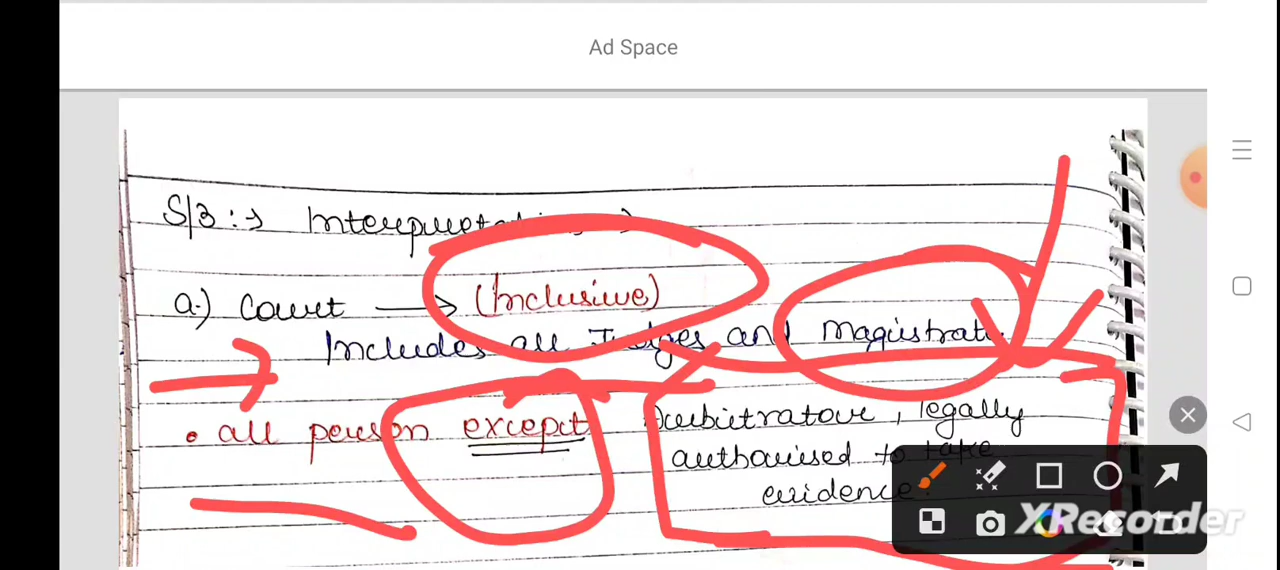 Ad Space
S/3 :→ Interpretation →
a.) Court → (Inclusive)
Includes all Judges and magistrate.
• all person except Arbitrators, legally
authorised to take
evidence.
XRecorder